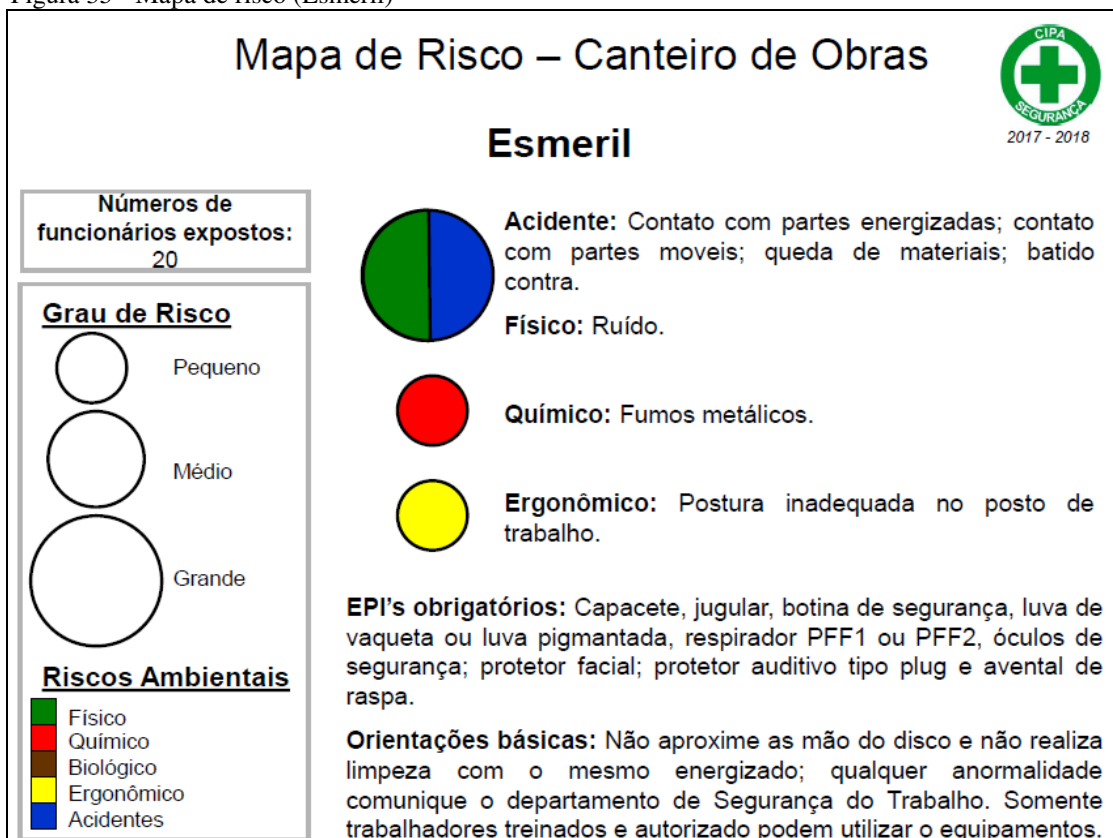 Figura 35 - Mapa de risco (Esmeril)
Mapa de Risco – Canteiro de Obras
CIPA
SEGURANÇA
2017 - 2018
Esmeril
Números de
funcionários expostos:
20
Grau de Risco
Pequeno
Médio
Grande
Riscos Ambientais
Físico
Químico
Biológico
Ergonômico
Acidentes
Acidente: Contato com partes energizadas; contato
com partes moveis; queda de materiais; batido
contra.
Físico: Ruído.
Químico: Fumos metálicos.
Ergonômico: Postura inadequada no posto de
trabalho.
EPI's obrigatórios: Capacete, jugular, botina de segurança, luva de
vaqueta ou luva pigmantada, respirador PFF1 ou PFF2, óculos de
segurança; protetor facial; protetor auditivo tipo plug e avental de
raspa.
Orientações básicas: Não aproxime as mão do disco e não realiza
limpeza com o mesmo energizado; qualquer anormalidade
comunique o departamento de Segurança do Trabalho. Somente
trabalhadores treinados e autorizado podem utilizar o equipamentos.